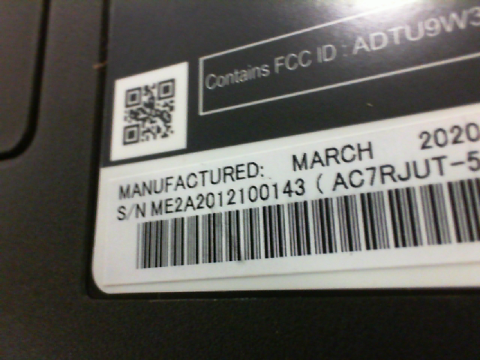 Contains FCC ID : ADTU9W3
MANUFACTURED: MARCH 2020
S/N ME2A2012100143 ( AC7RJUT-5